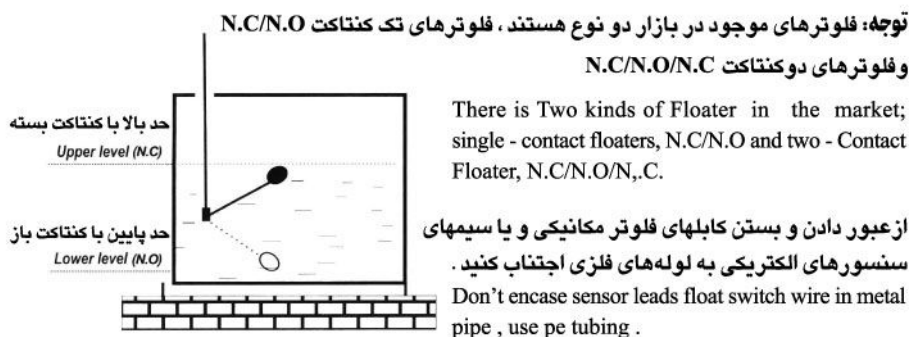 توجه: فلوترهای موجود در بازار دو نوع هستند ، فلوترهای تک کنتاکت N.C/N.O
وفلوترهای دوکنتاکت N.C/N.O/N.C
There is Two kinds of Floater in the market;
single - contact floaters, N.C/N.O and two - Contact
Floater, N.C/N.O/N,.C.
حد بالا با کنتاکت بسته
Upper level (N.C)
حد پایین با کنتاکت باز
Lower level (N.O)
ازعبور دادن و بستن کابلهای فلوتر مکانیکی و یا سیمهای
سنسورهای الکتریکی به لوله‌های فلزی اجتناب کنید .
Don’t encase sensor leads float switch wire in metal
pipe , use pe tubing .